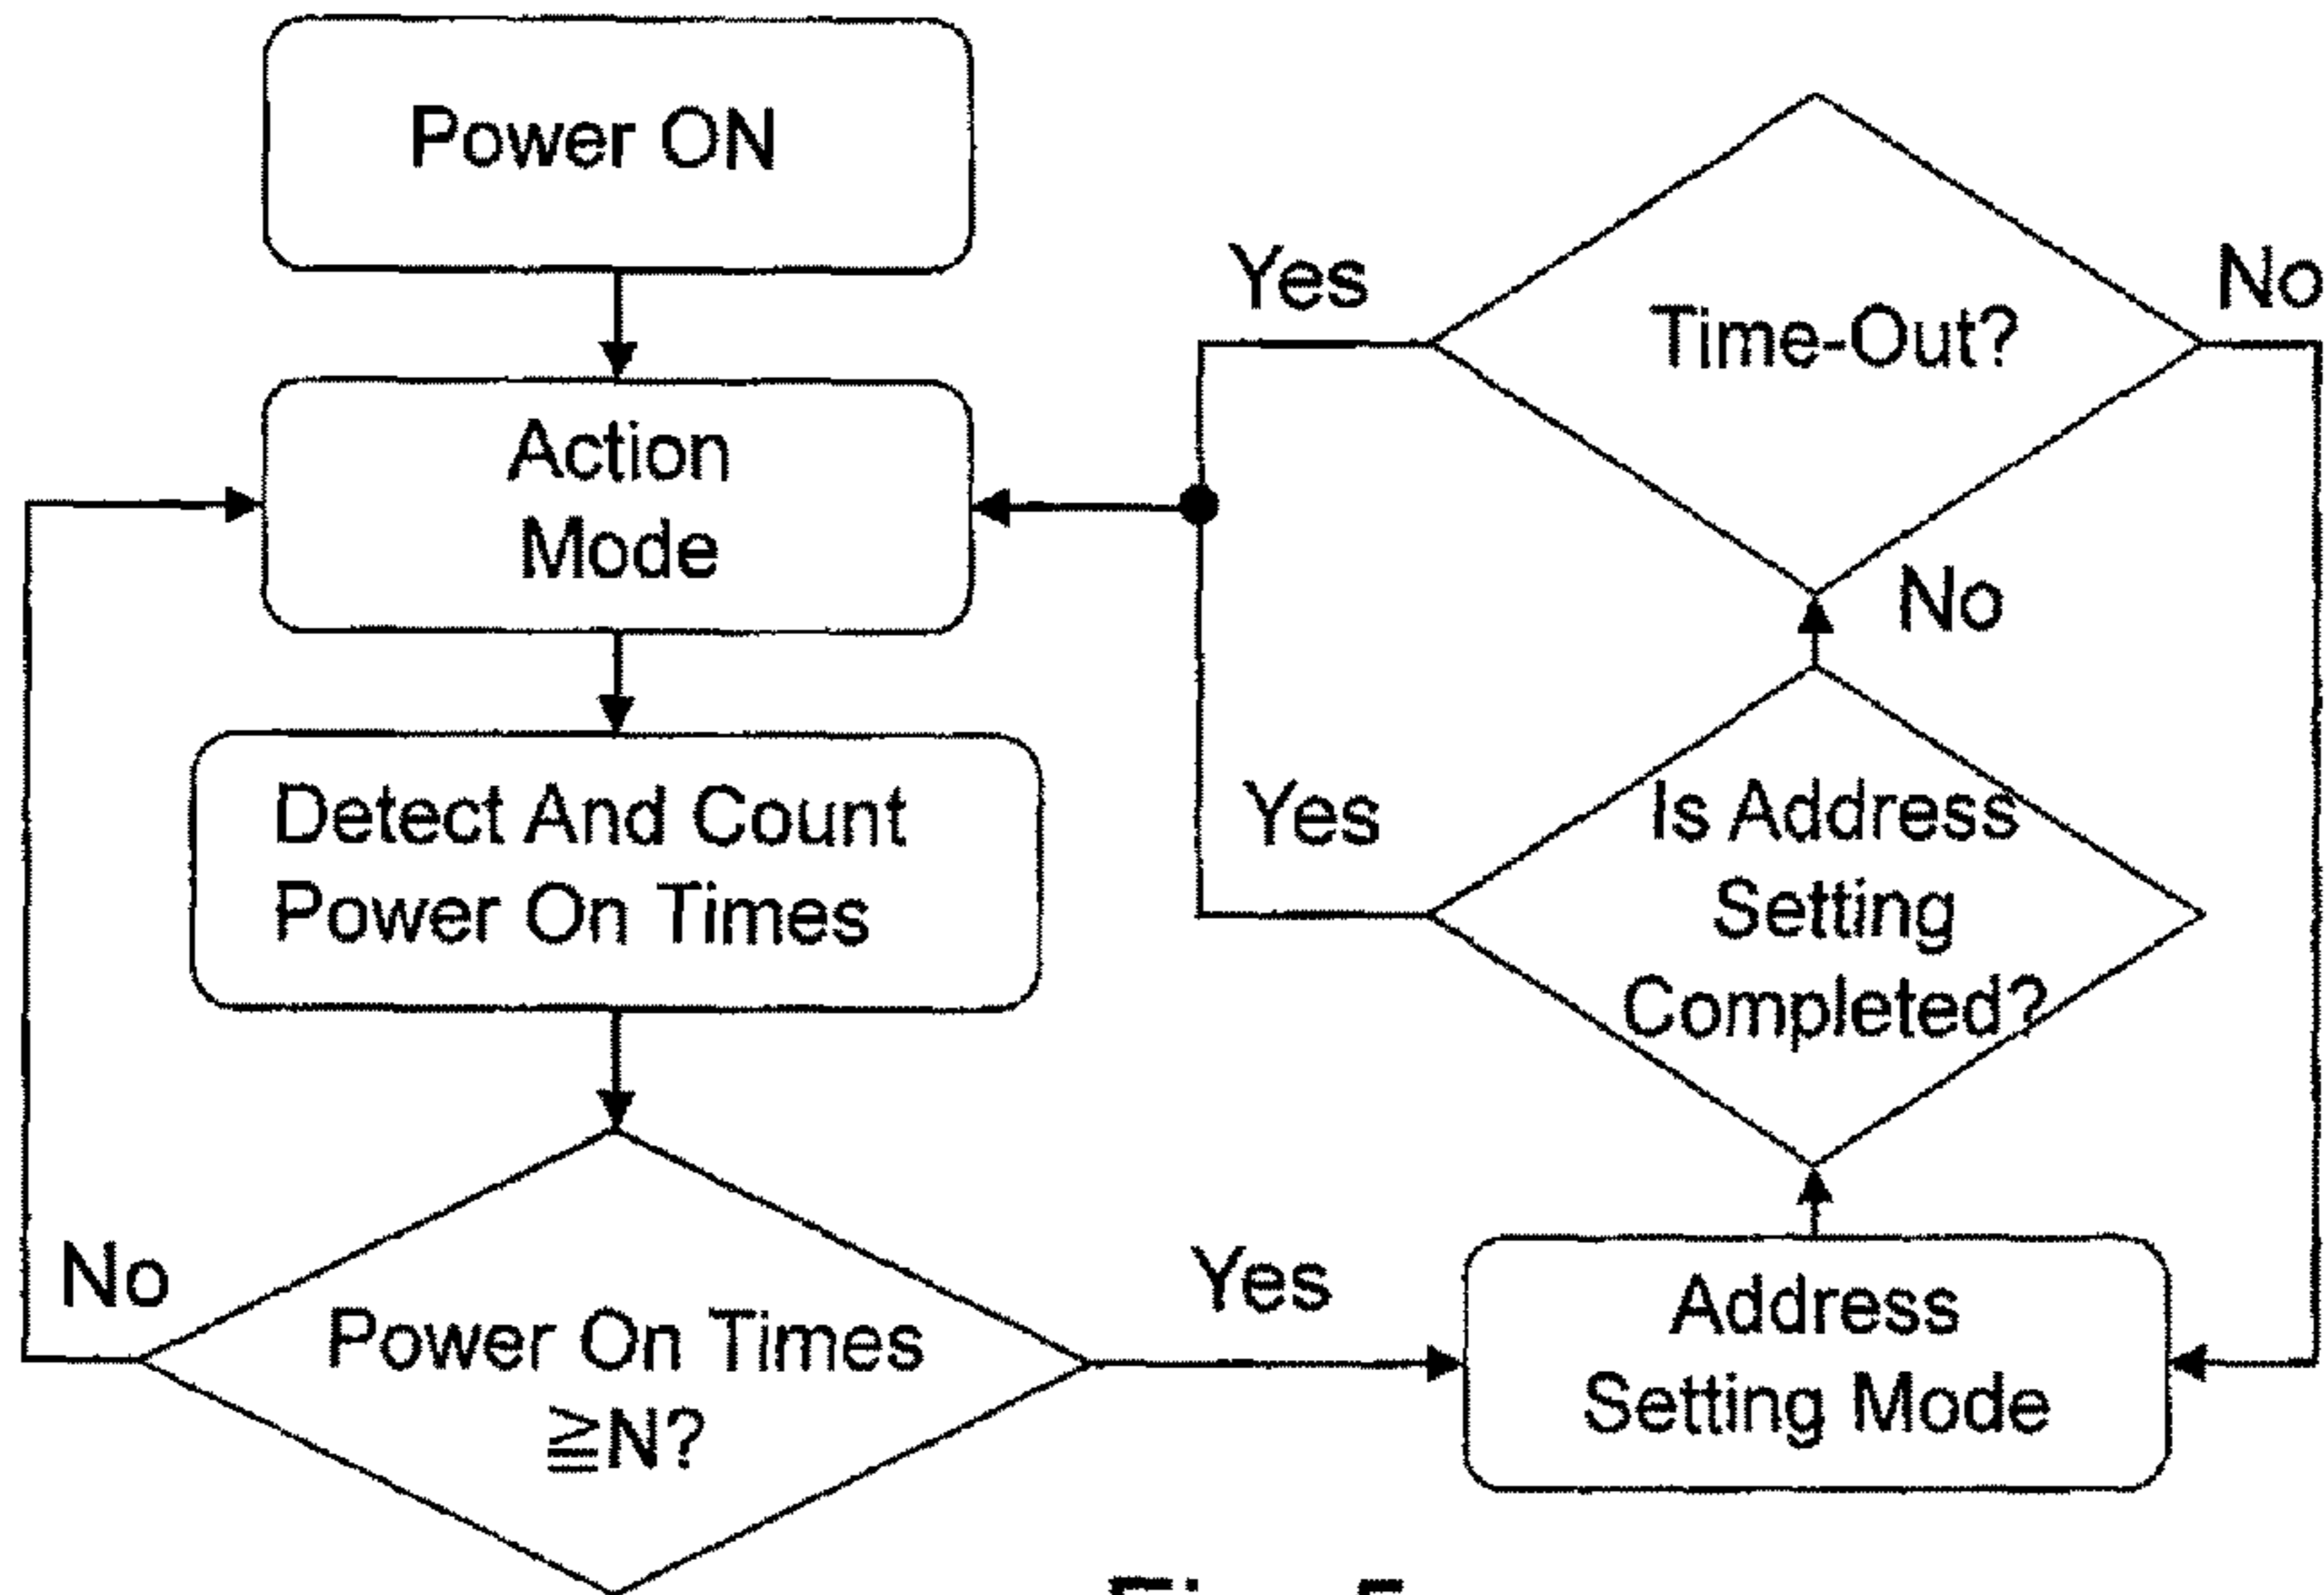 Power ON
Action
Mode
Detect And Count
Power On Times
No
Power On Times
≧N?
Yes
Address
Setting Mode
Is Address
Setting
Completed?
Yes
No
Time-Out?
Yes
No